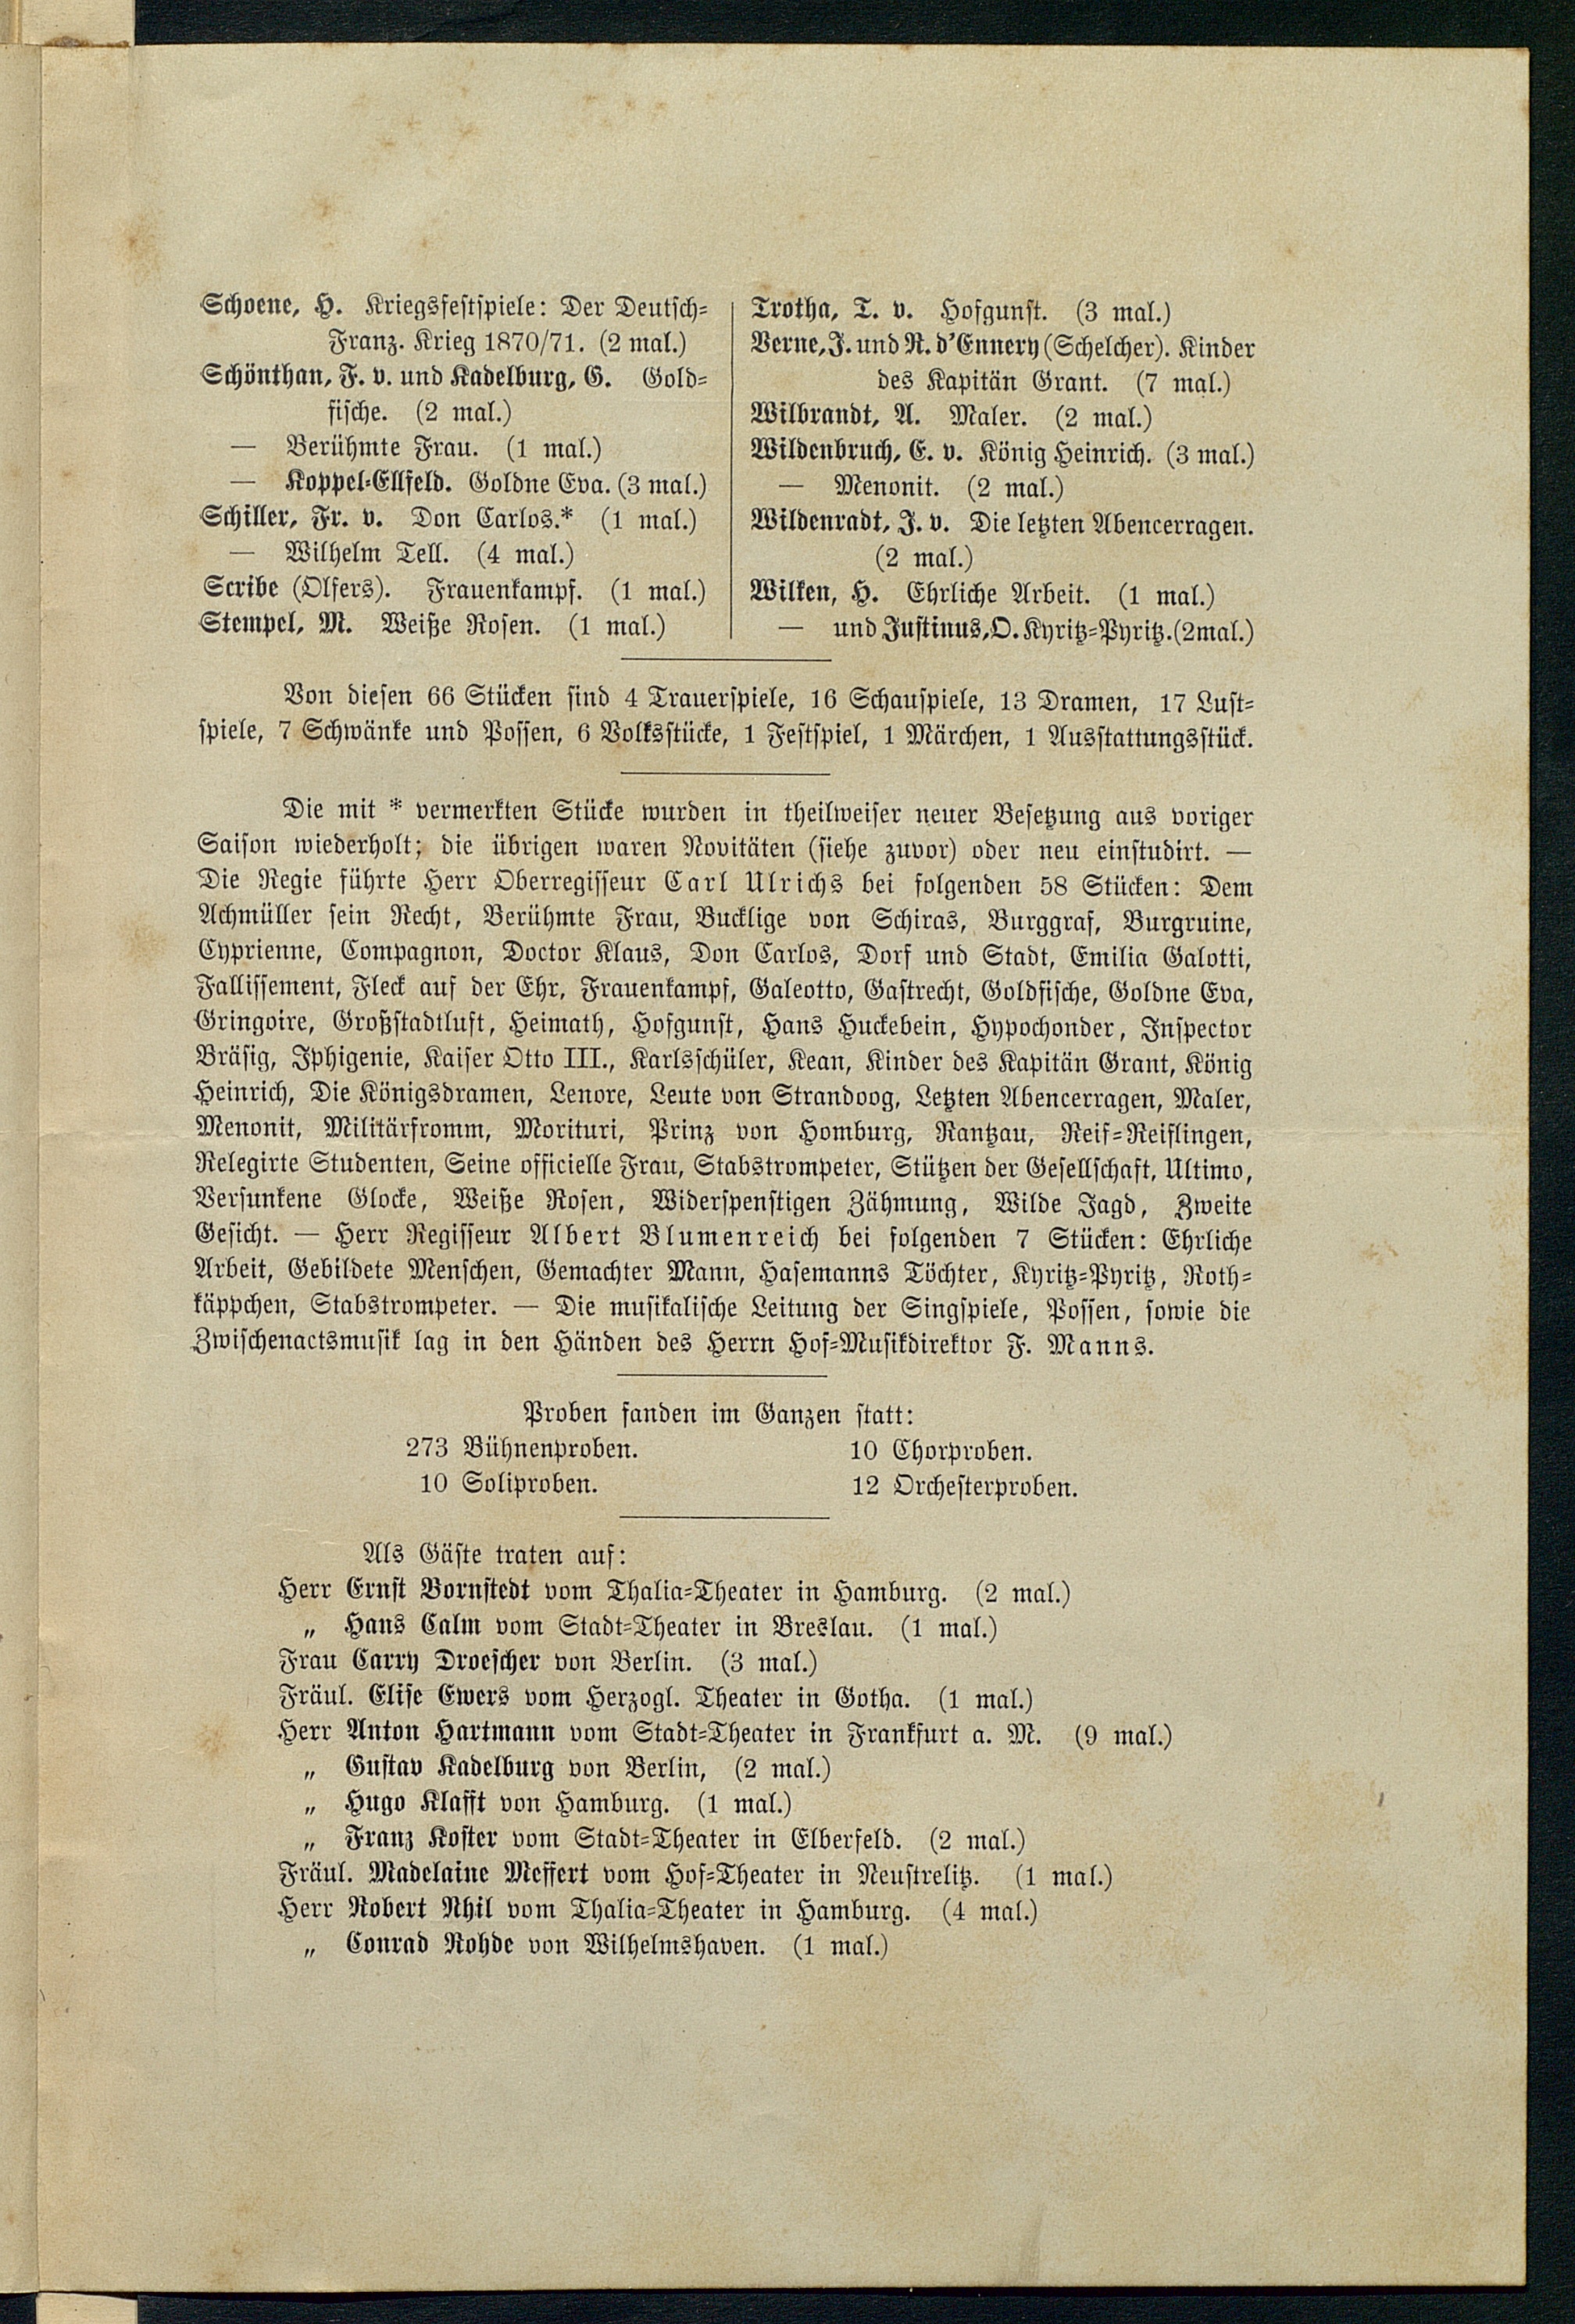 Schoene, H. Kriegsfestspiele: Der Deutsch-
Franz. Krieg 1870/71. (2 mal.)
Schönthan, F. v. und Kadelburg, G. Gold-
fische. (2 mal.)
— Berühmte Frau. (1 mal.)
— Koppel-Ellfeld. Goldne Eva. (3 mal.)
Schiller, Fr. v. Don Carlos.* (1 mal.)
— Wilhelm Tell. (4 mal.)
Scribe (Olfers). Frauenkampf. (1 mal.)
Stempel, M. Weiße Rosen. (1 mal.)
Trotha, T. v. Hofgunst. (3 mal.)
Verne, J. und N. d'Ennery (Schelcher). Kinder
des Kapitän Grant. (7 mal.)
Wilbrandt, A. Maler. (2 mal.)
Wildenbruch, E. v. König Heinrich. (3 mal.)
— Menonit. (2 mal.)
Wildenradt, J. v. Die letzten Abencerragen.
(2 mal.)
Wilken, H. Ehrliche Arbeit. (1 mal.)
— und Justinus, O. Kyritz-Pyritz. (2mal.)
Von diesen 66 Stücken sind 4 Trauerspiele, 16 Schauspiele, 13 Dramen, 17 Lust-
spiele, 7 Schwänke und Possen, 6 Volksstücke, 1 Festspiel, 1 Märchen, 1 Ausstattungsstück.
Die mit * vermerkten Stücke wurden in theilweiser neuer Besetzung aus voriger
Saison wiederholt; die übrigen waren Novitäten (siehe zuvor) oder neu einstudirt. —
Die Regie führte Herr Oberregisseur Carl Ulrichs bei folgenden 58 Stücken: Dem
Achmüller sein Recht, Berühmte Frau, Bucklige von Schiras, Burggraf, Burgruine,
Cyprienne, Compagnon, Doctor Klaus, Don Carlos, Dorf und Stadt, Emilia Galotti,
Fallissement, Fleck auf der Ehr, Frauenkampf, Galeotto, Gastrecht, Goldfische, Goldne Eva,
Gringoire, Großstadtluft, Heimath, Hofgunst, Hans Huckebein, Hypochonder, Inspector
Bräsig, Iphigenie, Kaiser Otto III., Karlsschüler, Kean, Kinder des Kapitän Grant, König
Heinrich, Die Königsdramen, Lenore, Leute von Strandoog, Letzten Abencerragen, Maler,
Menonit, Militärfromm, Morituri, Prinz von Homburg, Rantzau, Reif-Reiflingen,
Relegirte Studenten, Seine officielle Frau, Stabstrompeter, Stützen der Gesellschaft, Ultimo,
Versunkene Glocke, Weiße Rosen, Widerspenstigen Zähmung, Wilde Jagd, Zweite
Gesicht. — Herr Regisseur Albert Blumenreich bei folgenden 7 Stücken: Ehrliche
Arbeit, Gebildete Menschen, Gemachter Mann, Hasemanns Töchter, Kyritz-Pyritz, Roth-
käppchen, Stabstrompeter. — Die musikalische Leitung der Singspiele, Possen, sowie die
Zwischenactsmusik lag in den Händen des Herrn Hof-Musikdirektor F. Manns.
Proben fanden im Ganzen statt:
273 Bühnenproben. 10 Chorproben.
10 Soliproben. 12 Orchesterproben.
Als Gäste traten auf:
Herr Ernst Bornstedt vom Thalia-Theater in Hamburg. (2 mal.)
„ Hans Calm vom Stadt-Theater in Breslau. (1 mal.)
Frau Carry Droescher von Berlin. (3 mal.)
Fräul. Elise Ewers vom Herzogl. Theater in Gotha. (1 mal.)
Herr Anton Hartmann vom Stadt-Theater in Frankfurt a. M. (9 mal.)
„ Gustav Kadelburg von Berlin, (2 mal.)
„ Hugo Klafft von Hamburg. (1 mal.)
„ Franz Koster vom Stadt-Theater in Elberfeld. (2 mal.)
Fräul. Madelaine Meffert vom Hof-Theater in Neustrelitz. (1 mal.)
Herr Robert Nhil vom Thalia-Theater in Hamburg. (4 mal.)
„ Conrad Rohde von Wilhelmshaven. (1 mal.)